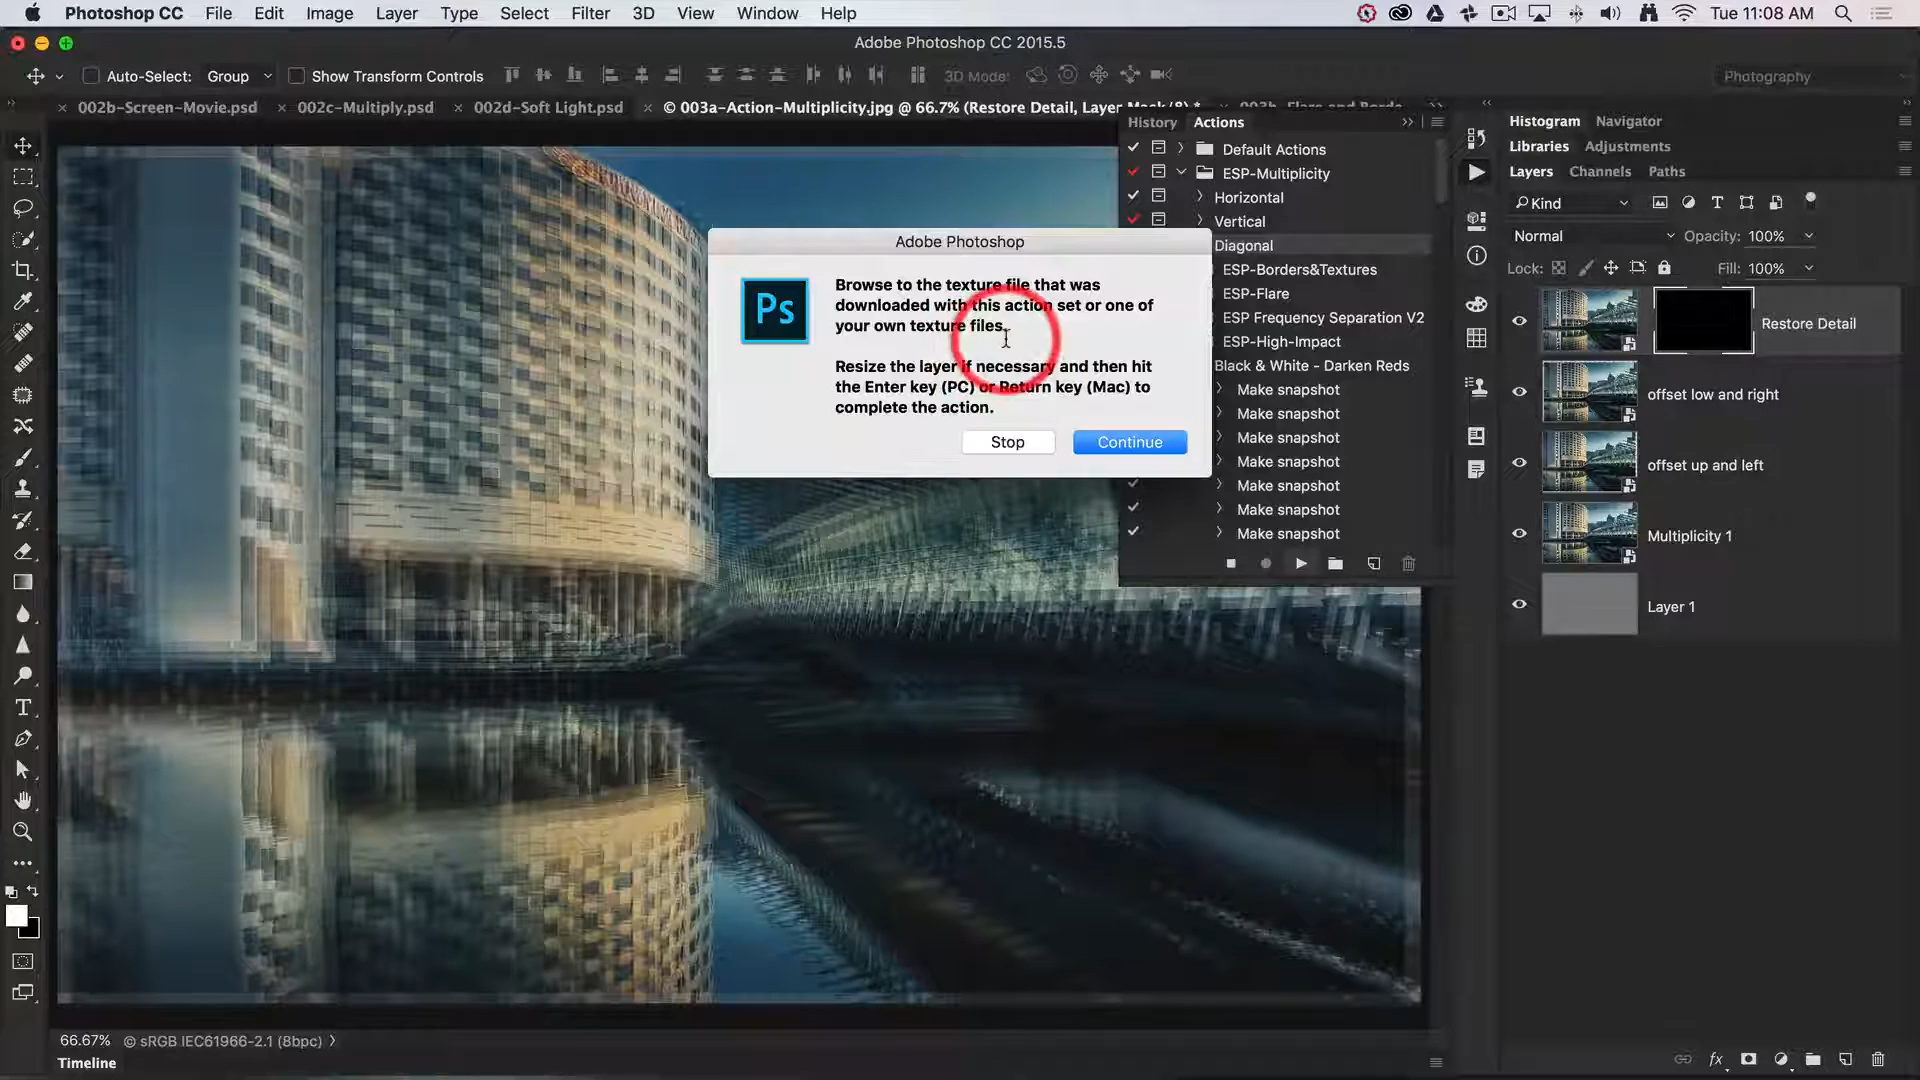 Photoshop CC File Edit Image Layer Type Select Filter 3D View Window Help Tue 11:08 AM
Adobe Photoshop CC 2015.5
Auto-Select: Group Show Transform Controls 3D Mode: Photography
002b-Screen-Movie.psd 002c-Multiply.psd 002d-Soft Light.psd © 003a-Action-Multiplicity.jpg @ 66.7% (Restore Detail, Layer Mask/8) *
History Actions
Default Actions
ESP-Multiplicity
Horizontal
Vertical
Diagonal
ESP-Borders&Textures
ESP-Flare
ESP Frequency Separation V2
ESP-High-Impact
Black & White - Darken Reds
Make snapshot
Make snapshot
Make snapshot
Make snapshot
Make snapshot
Make snapshot
Make snapshot
Adobe Photoshop
Ps
Browse to the texture file that was
downloaded with this action set or one of
your own texture files.
Resize the layer if necessary and then hit
the Enter key (PC) or Return key (Mac) to
complete the action.
Stop Continue
Histogram Navigator
Libraries Adjustments
Layers Channels Paths
Kind
Normal Opacity: 100%
Lock: Fill: 100%
Restore Detail
offset low and right
offset up and left
Multiplicity 1
Layer 1
fx
66.67% © sRGB IEC61966-2.1 (8bpc)
Timeline